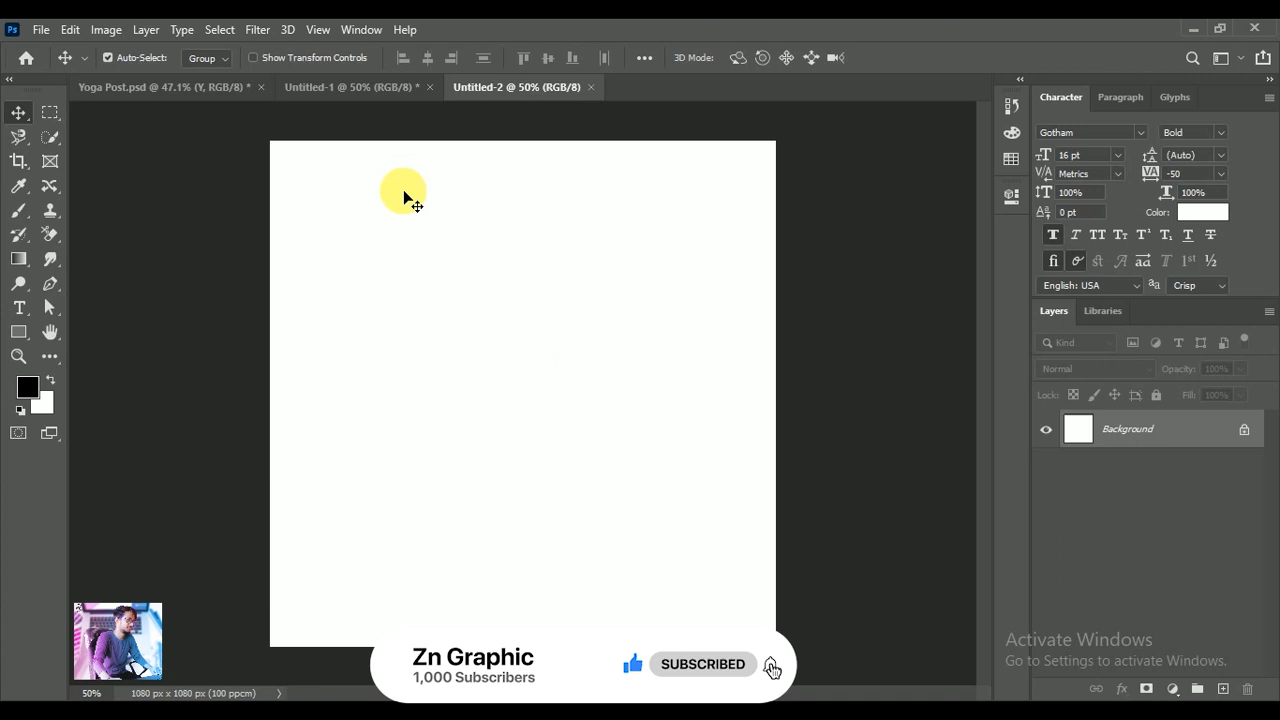 Ps File Edit Image Layer Type Select Filter 3D View Window Help
Auto-Select: Group Show Transform Controls 3D Mode:
Yoga Post.psd @ 47.1% (Y, RGB/8) * Untitled-1 @ 50% (RGB/8) * Untitled-2 @ 50% (RGB/8)
Character Paragraph Glyphs
Gotham Bold
16 pt (Auto)
Metrics -50
100% 100%
0 pt Color:
English: USA aa Crisp
Layers Libraries
Kind
Normal Opacity: 100%
Lock: Fill: 100%
Background
Activate Windows
Go to Settings to activate Windows.
Zn Graphic
1,000 Subscribers
SUBSCRIBED
50% 1080 px x 1080 px (100 ppcm)
fx